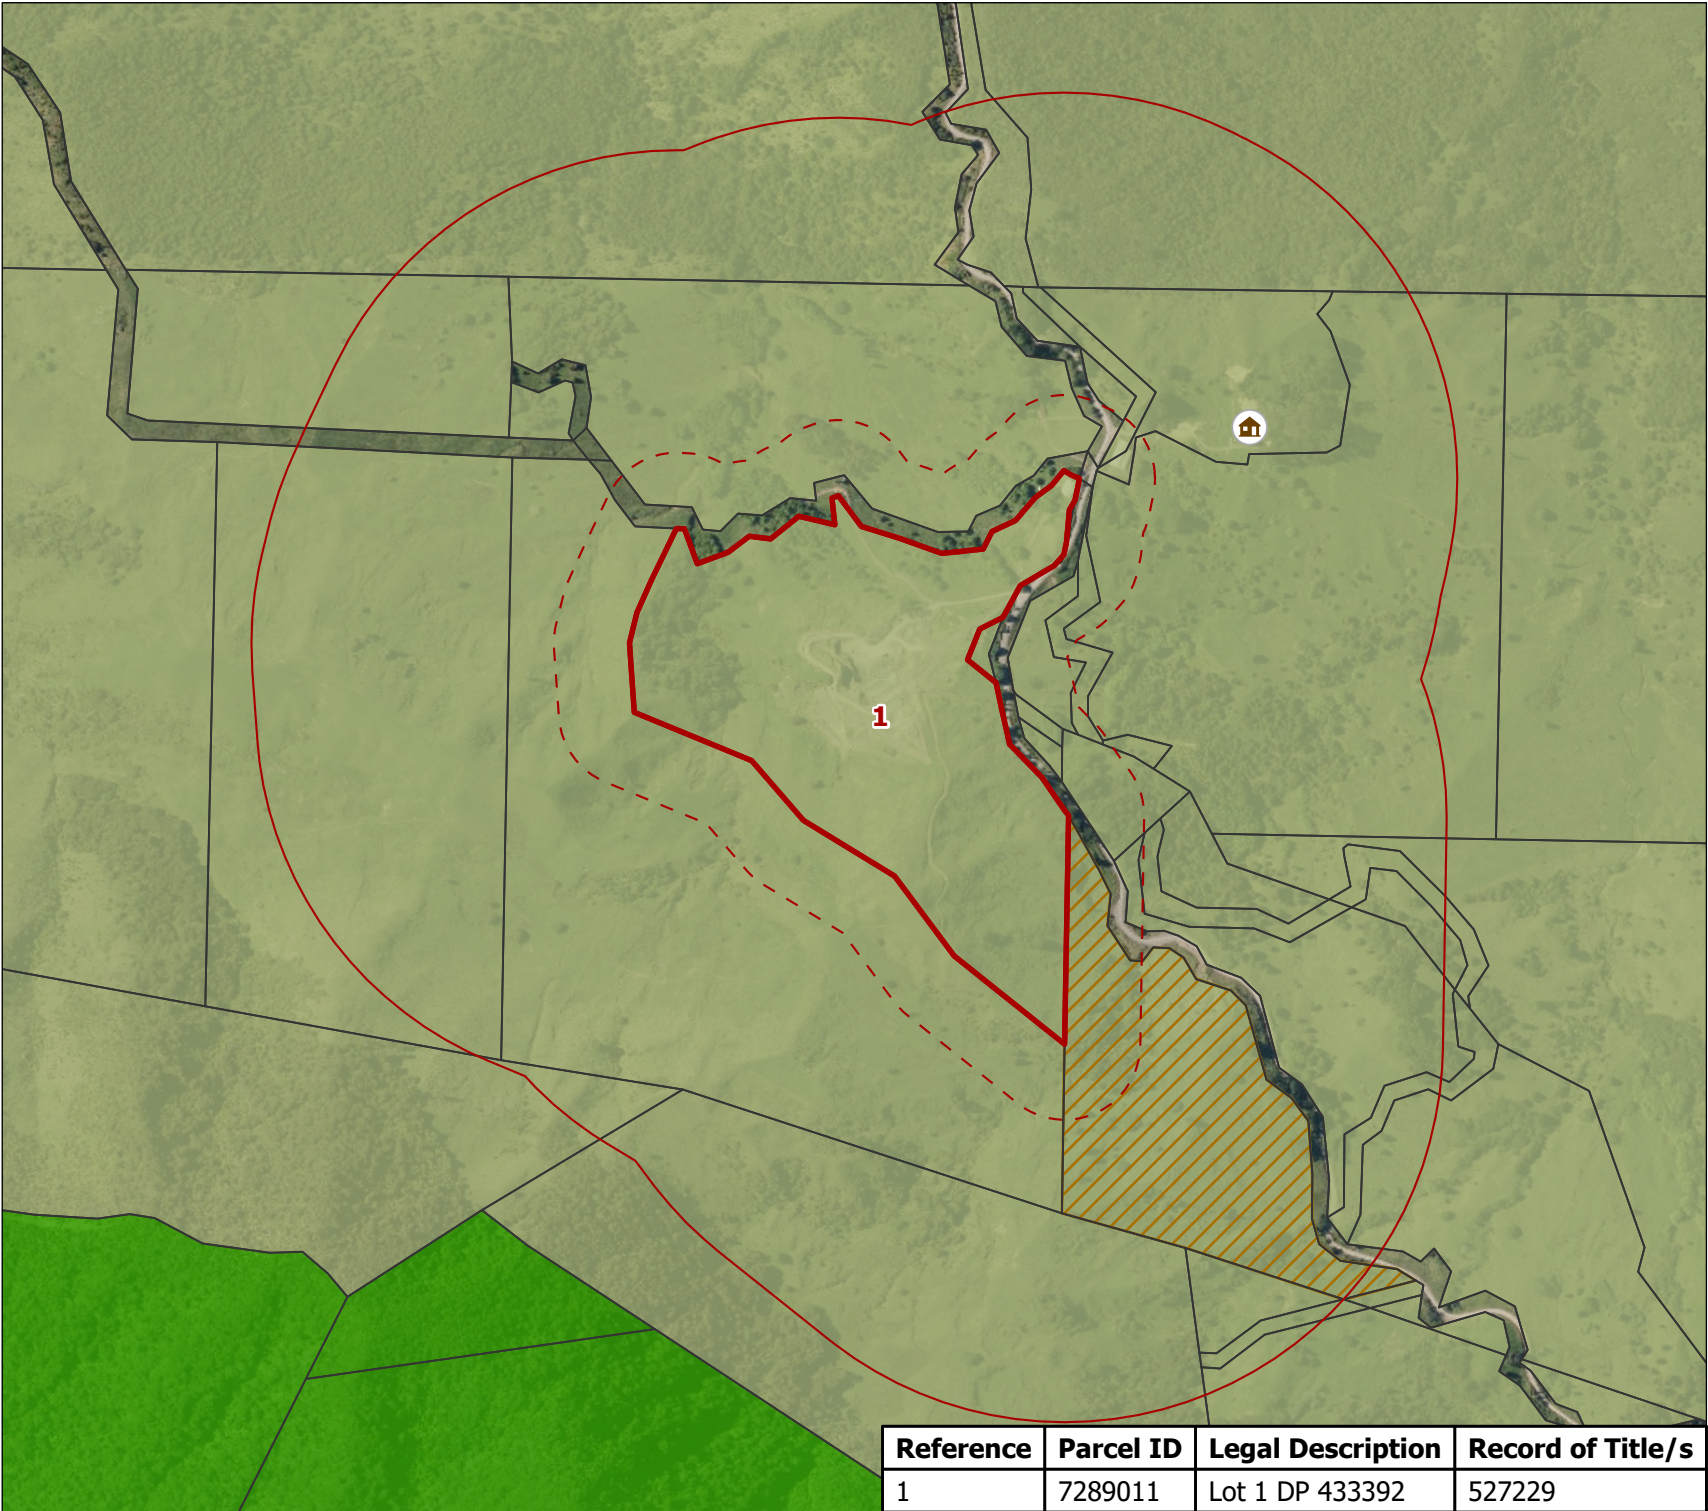 1
Reference Parcel ID Legal Description Record of Title/s
1 7289011 Lot 1 DP 433392 527229